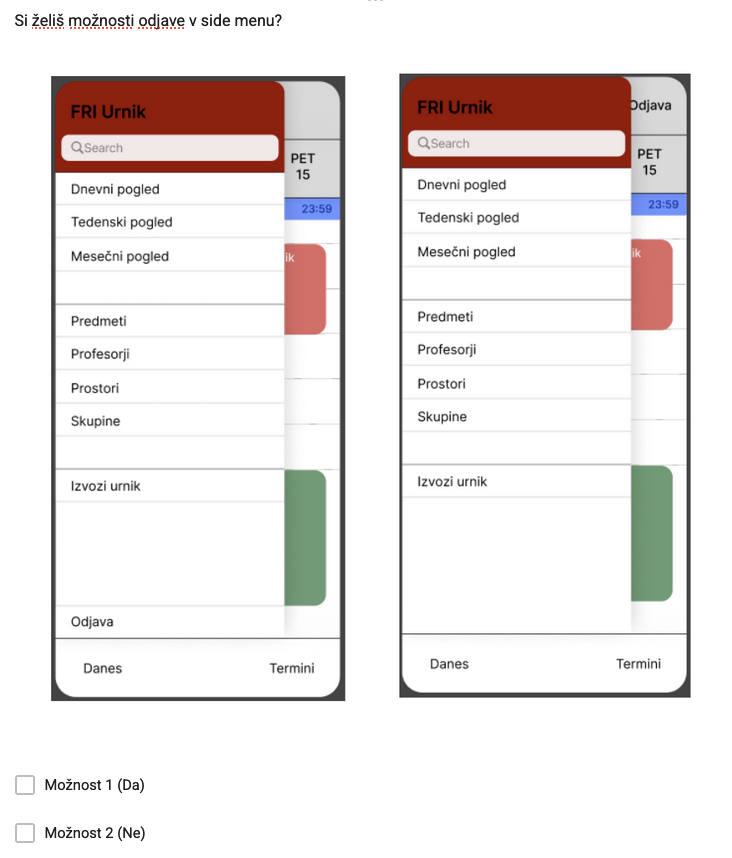 Si želiš možnosti odjave v side menu?
FRI Urnik
Search
PET
15
23:59
Dnevni pogled
Tedenski pogled
Mesečni pogled
ik
Predmeti
Profesorji
Prostori
Skupine
Izvozi urnik
Odjava
Danes
Termini
FRI Urnik
Odjava
Search
PET
15
23:59
Dnevni pogled
Tedenski pogled
Mesečni pogled
ik
Predmeti
Profesorji
Prostori
Skupine
Izvozi urnik
Danes
Termini
Možnost 1 (Da)
Možnost 2 (Ne)